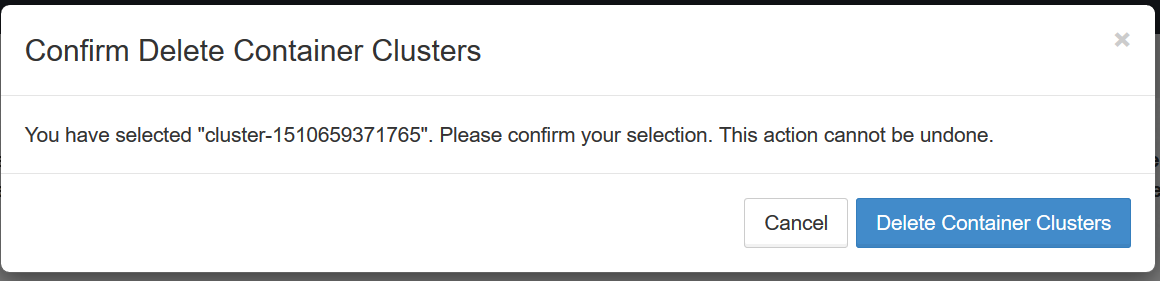 Confirm Delete Container Clusters
×
You have selected "cluster-1510659371765". Please confirm your selection. This action cannot be undone.
Cancel
Delete Container Clusters